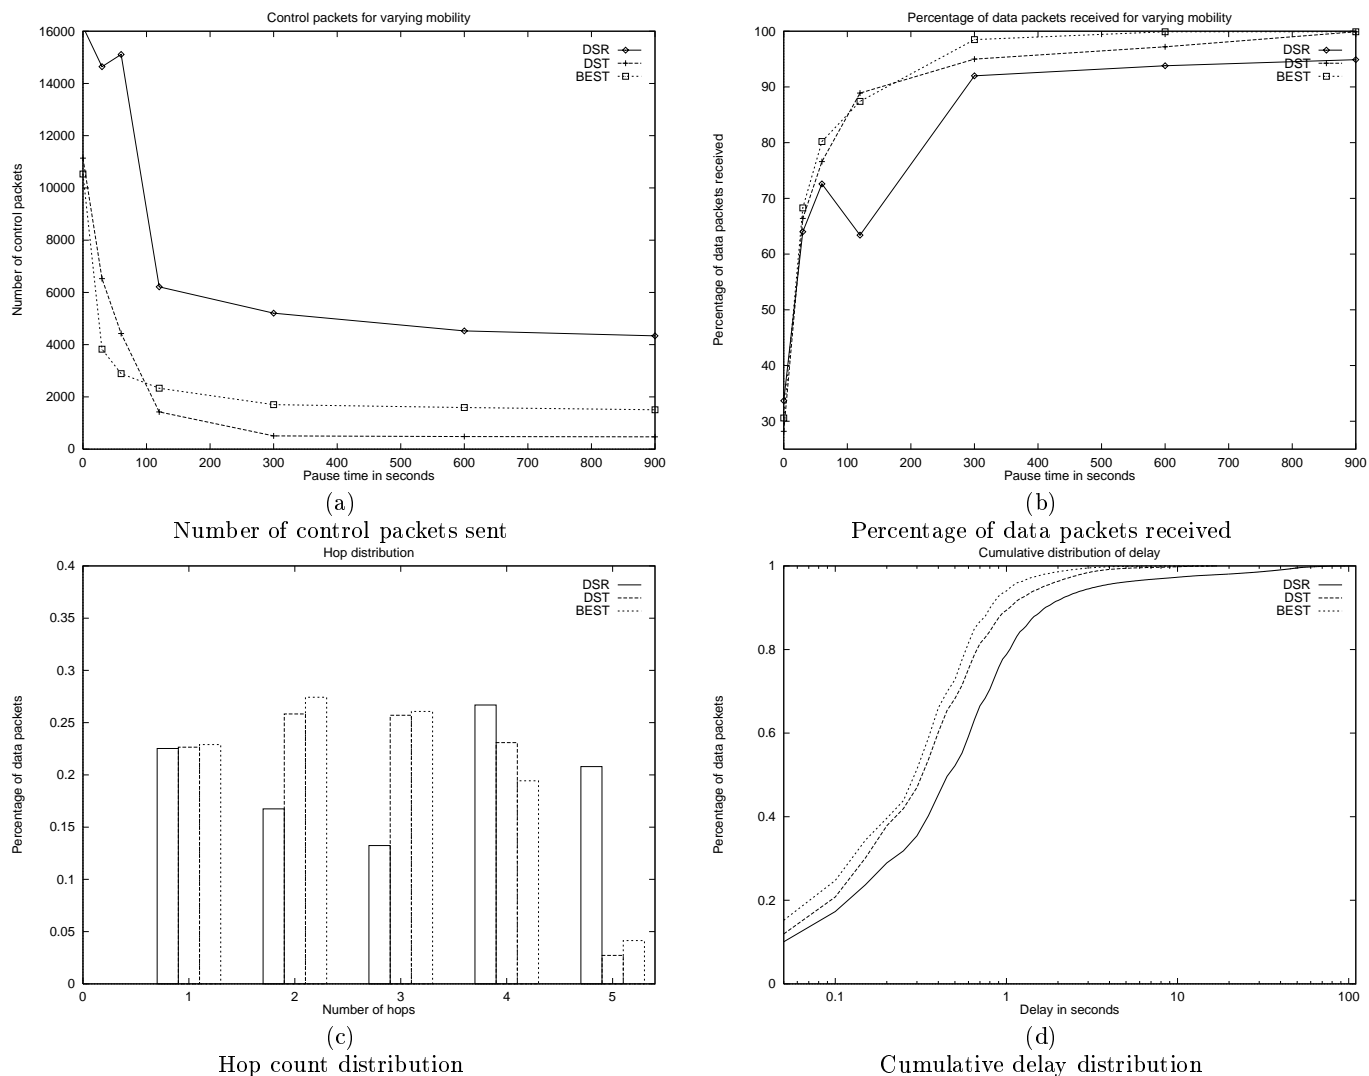 Control packets for varying mobility
16000
14000
12000
10000
8000
6000
4000
2000
0
Number of control packets
DSR
DST
BEST
0 100 200 300 400 500 600 700 800 900
Pause time in seconds
(a)
Number of control packets sent
Percentage of data packets received for varying mobility
100
90
80
70
60
50
40
30
Percentage of data packets received
DSR
DST
BEST
0 100 200 300 400 500 600 700 800 900
Pause time in seconds
(b)
Percentage of data packets received
Hop distribution
0.4
0.35
0.3
0.25
0.2
0.15
0.1
0.05
0
Percentage of data packets
DSR
DST
BEST
0 1 2 3 4 5
Number of hops
(c)
Hop count distribution
Cumulative distribution of delay
1
0.8
0.6
0.4
0.2
0
Percentage of data packets
DSR
DST
BEST
0.1 1 10 100
Delay in seconds
(d)
Cumulative delay distribution